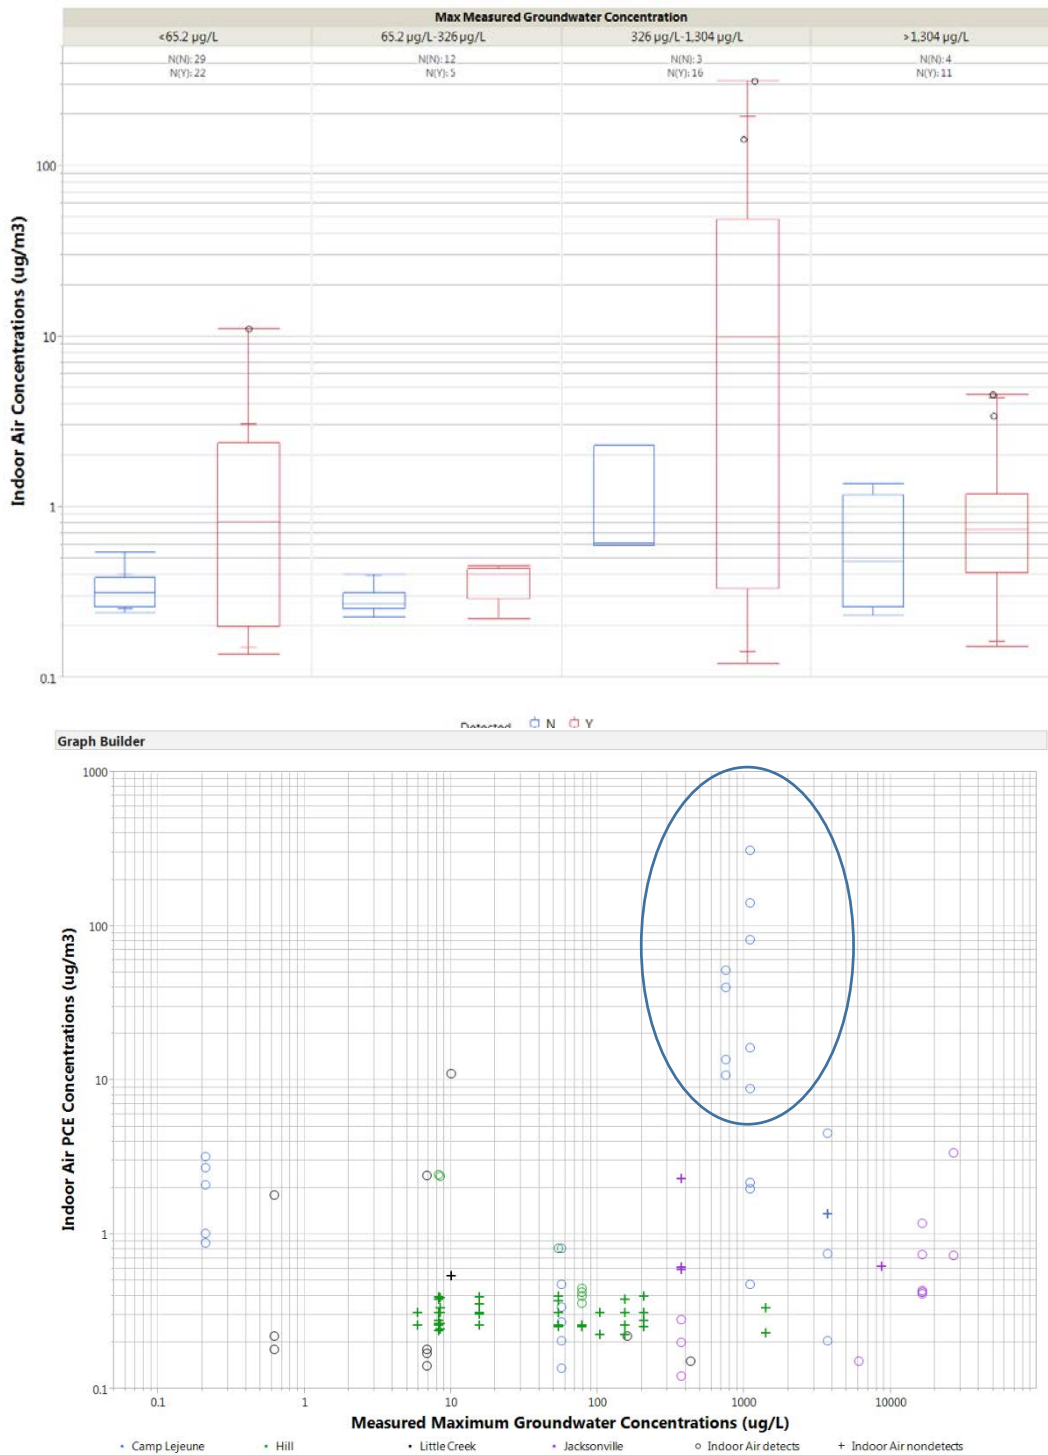 Max Measured Groundwater Concentration
<65.2 µg/L 65.2 µg/L-326 µg/L 326 µg/L-1,304 µg/L >1,304 µg/L
N(N): 29 N(N): 12 N(N): 3 N(N): 4
N(Y): 22 N(Y): 5 N(Y): 16 N(Y): 11
Indoor Air Concentrations (ug/m3)
100
10
1
0.1
Detected N Y
Graph Builder
Indoor Air PCE Concentrations (ug/m3)
1000
100
10
1
0.1
0.1 1 10 100 1000 10000
Measured Maximum Groundwater Concentrations (ug/L)
Camp Lejeune Hill Little Creek Jacksonville Indoor Air detects Indoor Air nondetects